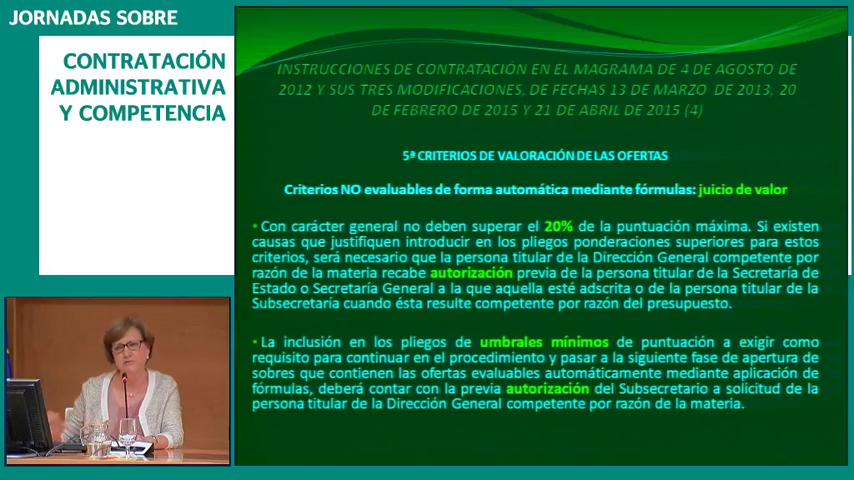 JORNADAS SOBRE
CONTRATACIÓN
ADMINISTRATIVA
Y COMPETENCIA
INSTRUCCIONES DE CONTRATACIÓN EN EL MAGRAMA DE 4 DE AGOSTO DE
2012 Y SUS TRES MODIFICACIONES, DE FECHAS 13 DE MARZO DE 2013, 20
DE FEBRERO DE 2015 Y 21 DE ABRIL DE 2015 (4)
5ª CRITERIOS DE VALORACIÓN DE LAS OFERTAS
Criterios NO evaluables de forma automática mediante fórmulas: juicio de valor
• Con carácter general no deben superar el 20% de la puntuación máxima. Si existen
causas que justifiquen introducir en los pliegos ponderaciones superiores para estos
criterios, será necesario que la persona titular de la Dirección General competente por
razón de la materia recabe autorización previa de la persona titular de la Secretaría de
Estado o Secretaría General a la que aquella esté adscrita o de la persona titular de la
Subsecretaría cuando ésta resulte competente por razón del presupuesto.
• La inclusión en los pliegos de umbrales mínimos de puntuación a exigir como
requisito para continuar en el procedimiento y pasar a la siguiente fase de apertura de
sobres que contienen las ofertas evaluables automáticamente mediante aplicación de
fórmulas, deberá contar con la previa autorización del Subsecretario a solicitud de la
persona titular de la Dirección General competente por razón de la materia.